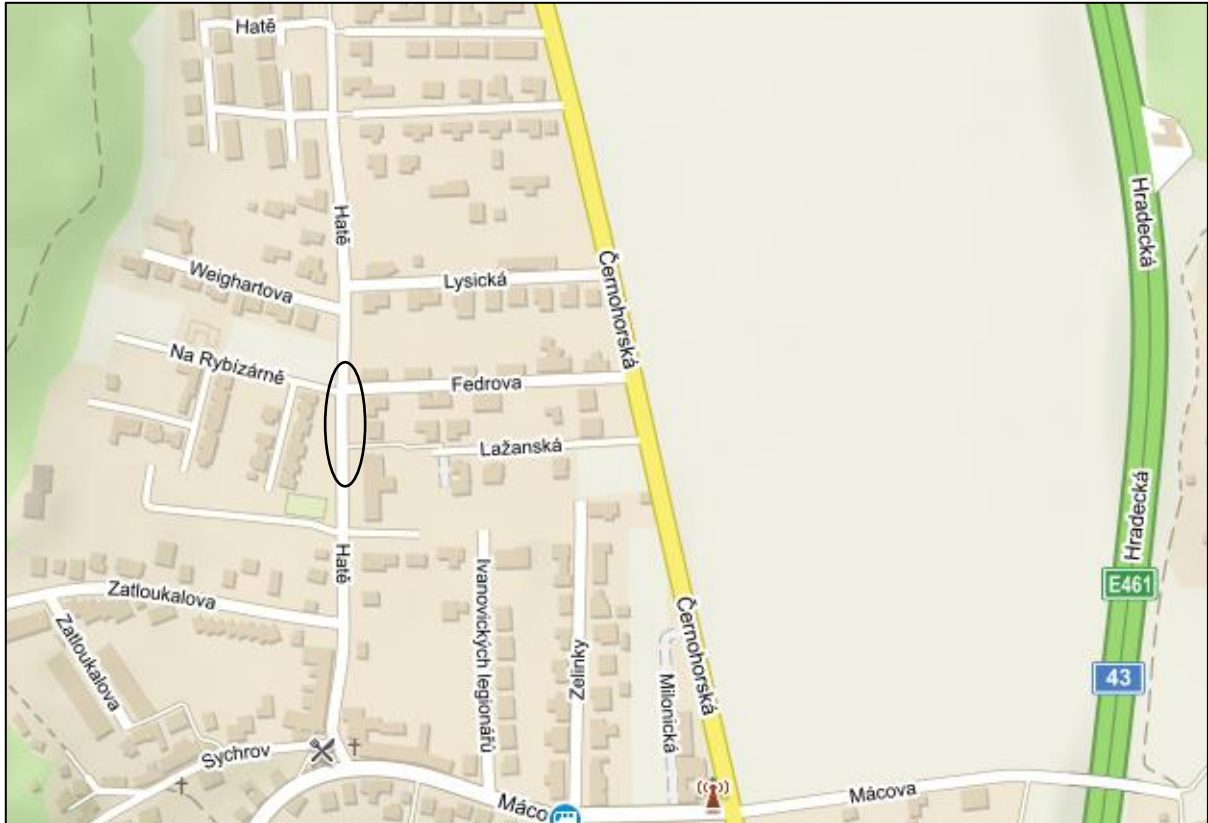 Hatě
Hradecká
Hatě
Černohorská
Weighartova
Lysická
Na Rybízárně
Fedrova
Lažanská
Hradecká
Hatě
Ivanovických legionářů
E461
Zatloukalova
Zatloukalova
Zelinky
Milonická
Černohorská
43
Sychrov
Máco
Mácova